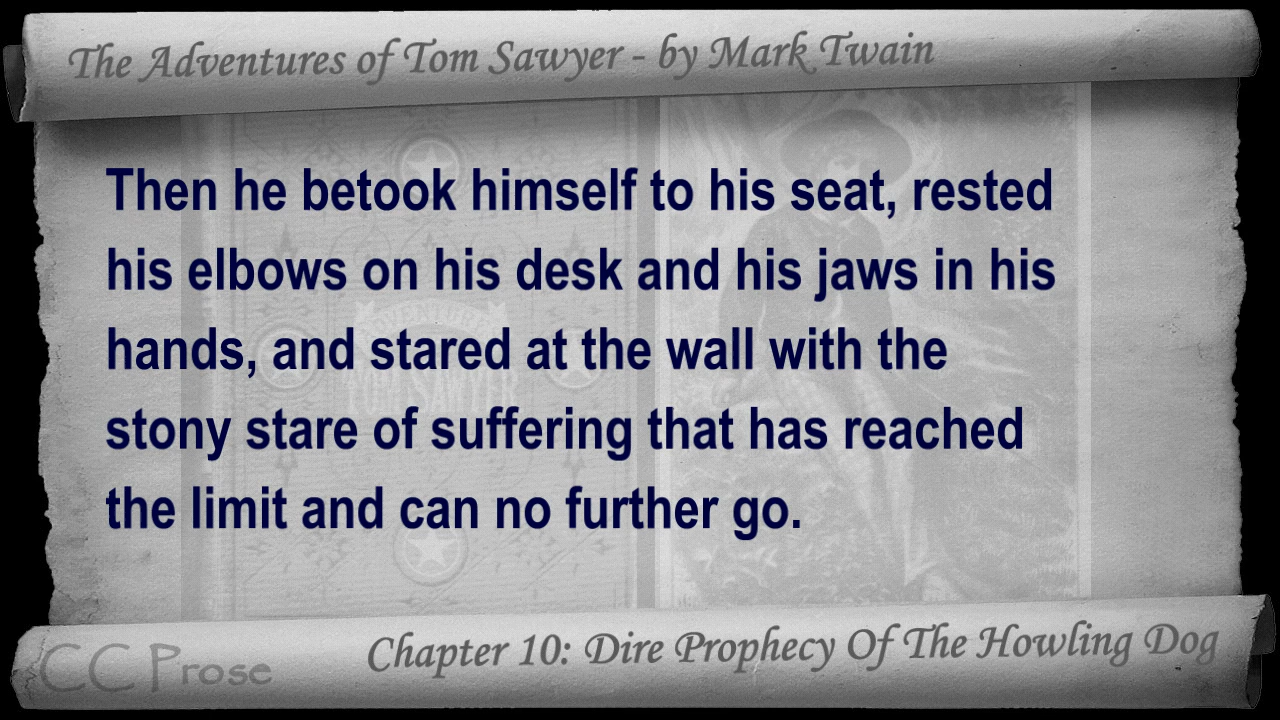 The Adventures of Tom Sawyer - by Mark Twain
Then he betook himself to his seat, rested
his elbows on his desk and his jaws in his
hands, and stared at the wall with the
stony stare of suffering that has reached
the limit and can no further go.
Chapter 10: Dire Prophecy Of The Howling Dog
CC Prose